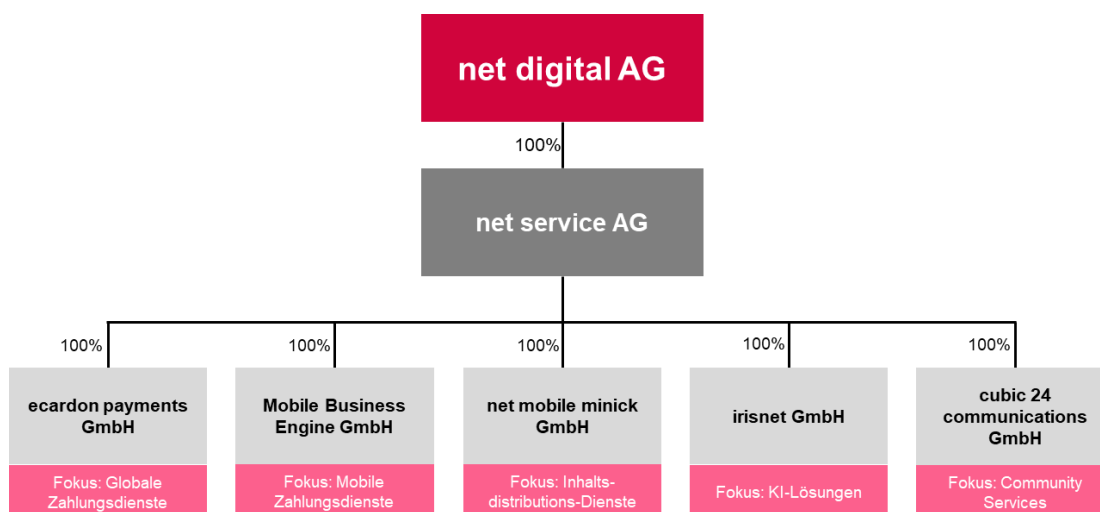 net digital AG
100%
net service AG
100%
100%
100%
100%
100%
ecardon payments
GmbH
Fokus: Globale
Zahlungsdienste
Mobile Business
Engine GmbH
Fokus: Mobile
Zahlungsdienste
net mobile minick
GmbH
Fokus: Inhalts-
distributions-Dienste
irisnet GmbH
Fokus: KI-Lösungen
cubic 24
communications
GmbH
Fokus: Community
Services